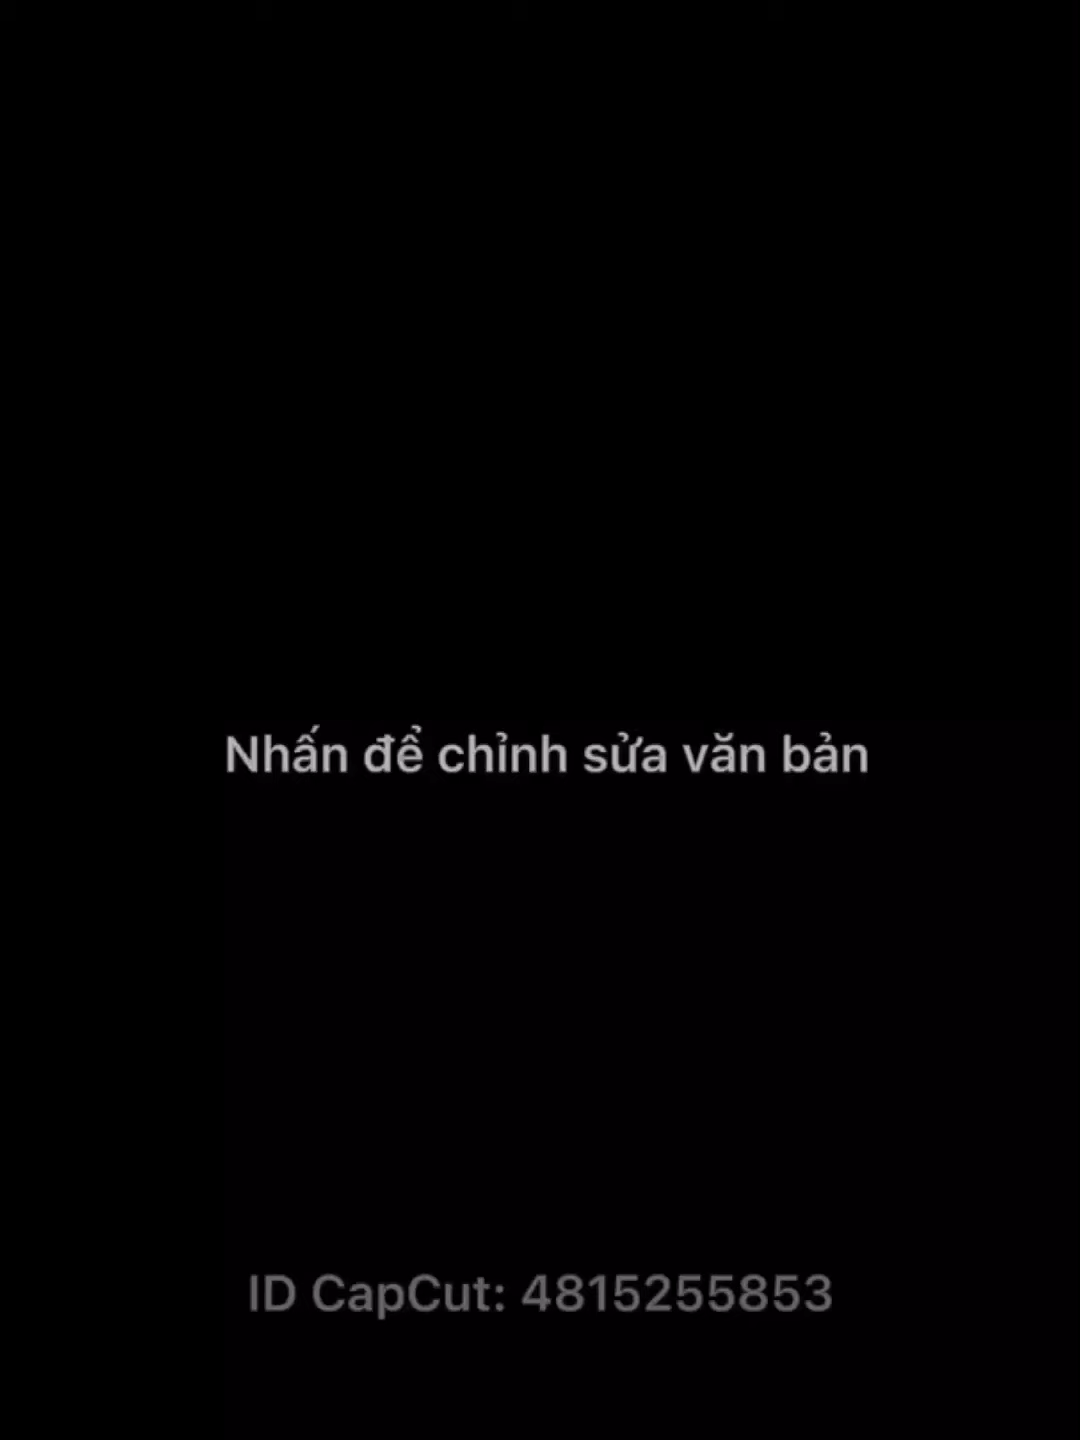 Nhấn để chỉnh sửa văn bản
ID CapCut: 4815255853